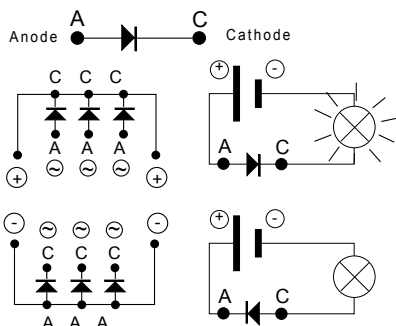 Anode A C Cathode
C C C
A A A
~ ~ ~
+ +
+ -
A C
- ~ ~ ~ -
C C C
A A A
+ -
A C